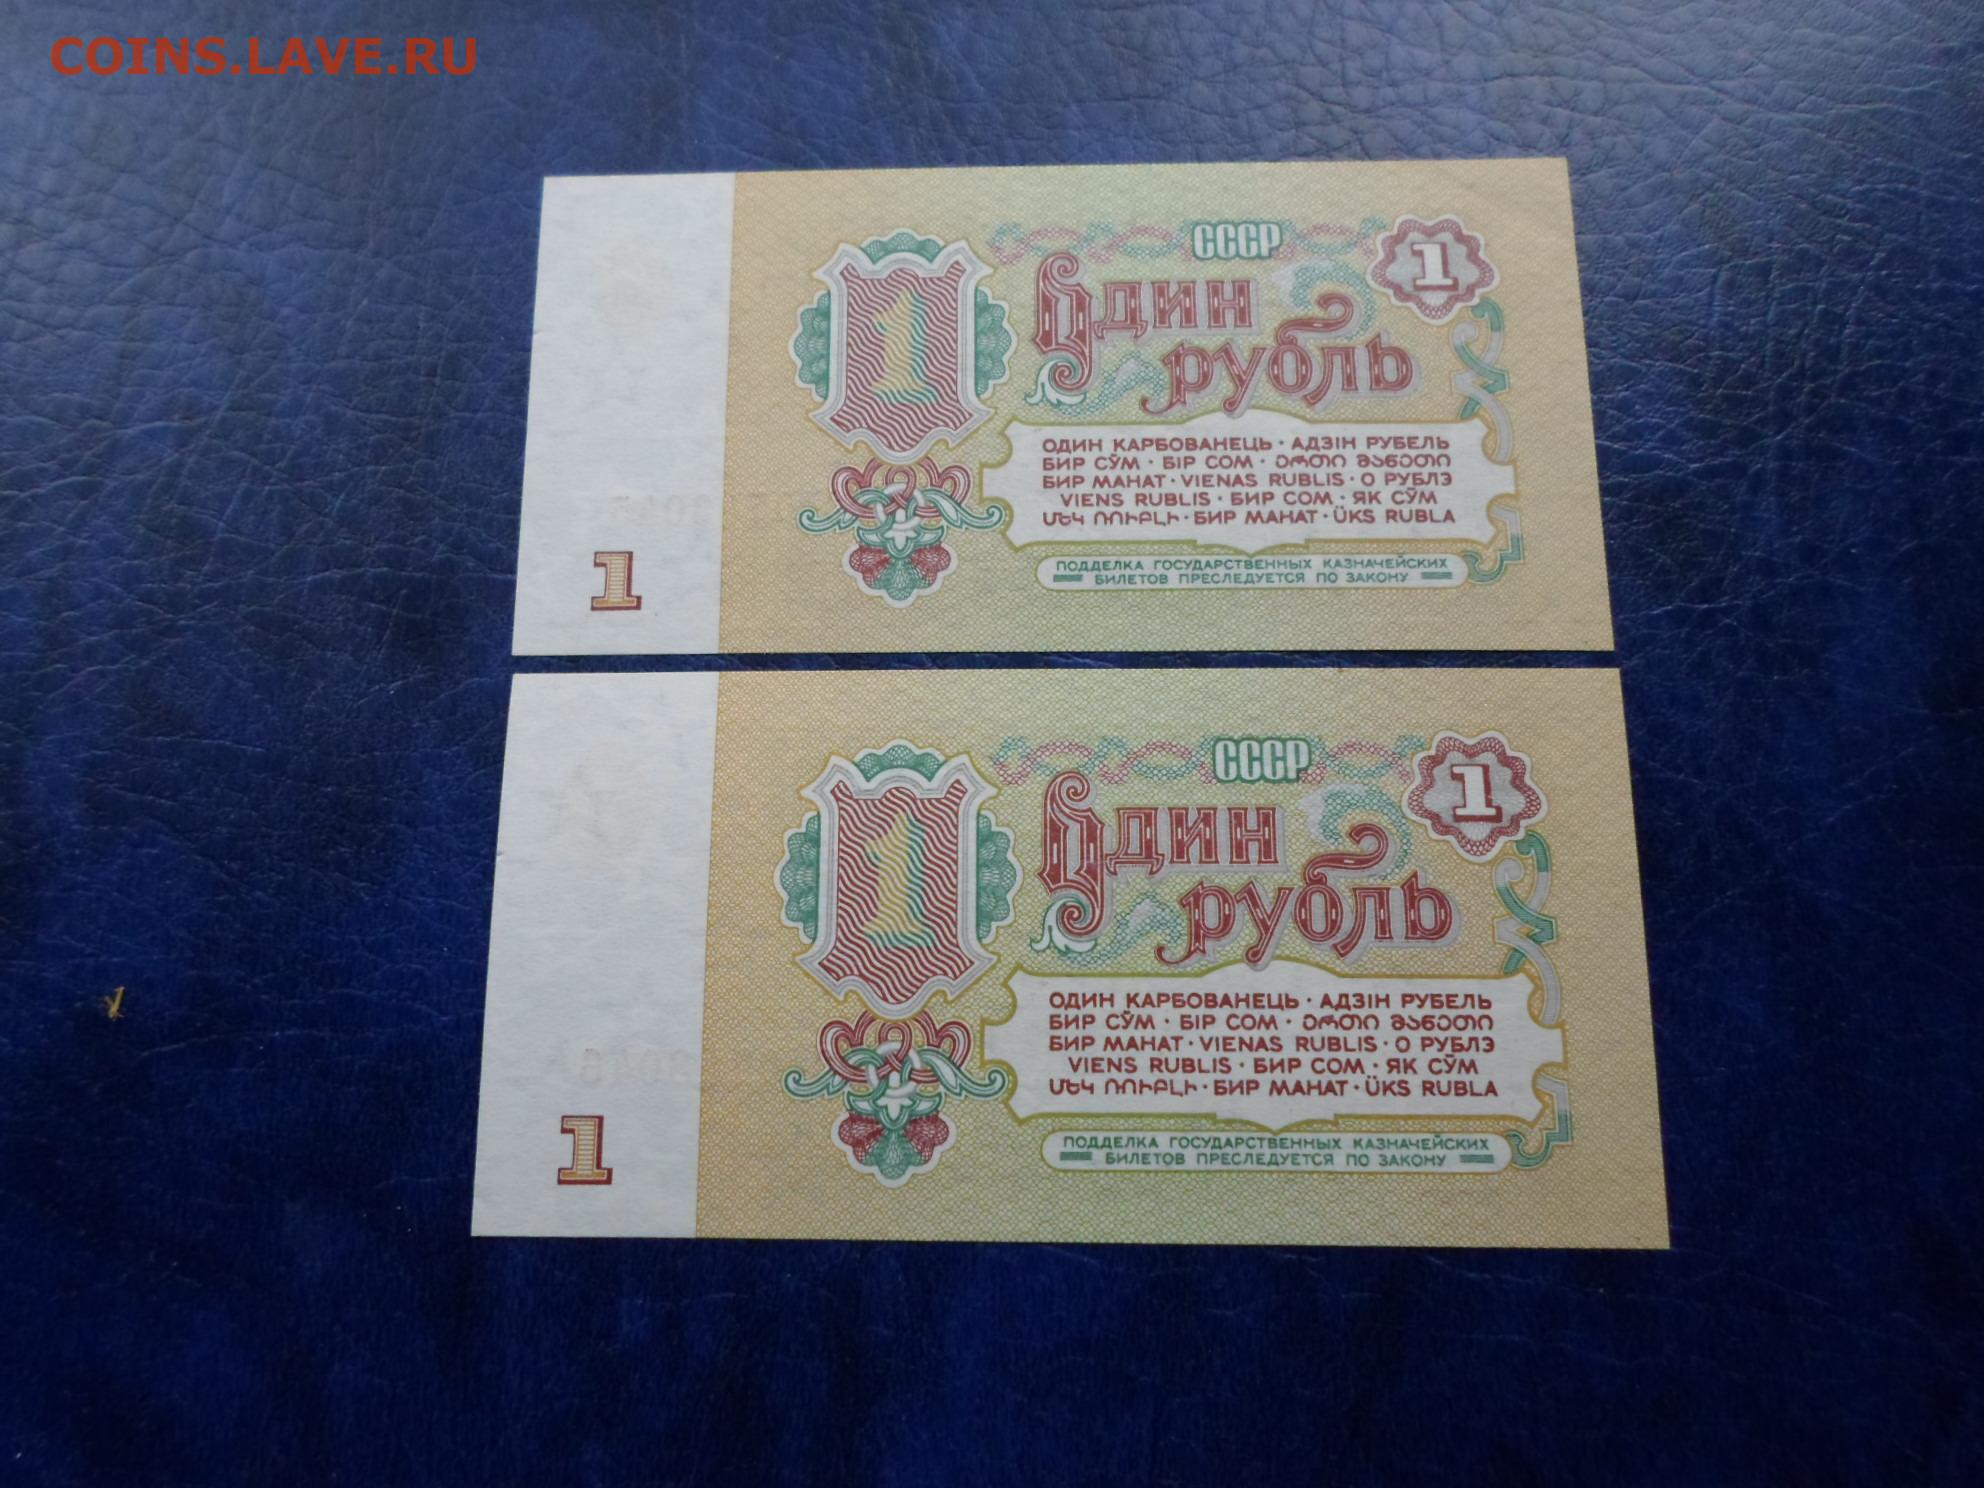 COINS.LAVE.RU
СССР
1
1
Один
рубль
ОДИН КАРБОВАНЕЦЬ · АДЗІН РУБЕЛЬ
БИР СЎМ · БІР СОМ · ᲔᲠᲗᲘ ᲛᲐᲜᲔᲗᲘ
БИР МАНАТ · VIENAS RUBLIS · О РУБЛЭ
VIENS RUBLIS · БИР СОМ · ЯК СӮМ
ՄԵԿ ՌՈՒԲԼԻ · БИР МАНАТ · ÜKS RUBLA
ПОДДЕЛКА ГОСУДАРСТВЕННЫХ КАЗНАЧЕЙСКИХ
БИЛЕТОВ ПРЕСЛЕДУЕТСЯ ПО ЗАКОНУ
1
СССР
1
1
Один
рубль
ОДИН КАРБОВАНЕЦЬ · АДЗІН РУБЕЛЬ
БИР СЎМ · БІР СОМ · ᲔᲠᲗᲘ ᲛᲐᲜᲔᲗᲘ
БИР МАНАТ · VIENAS RUBLIS · О РУБЛЭ
VIENS RUBLIS · БИР СОМ · ЯК СӮМ
ՄԵԿ ՌՈՒԲԼԻ · БИР МАНАТ · ÜKS RUBLA
ПОДДЕЛКА ГОСУДАРСТВЕННЫХ КАЗНАЧЕЙСКИХ
БИЛЕТОВ ПРЕСЛЕДУЕТСЯ ПО ЗАКОНУ
1